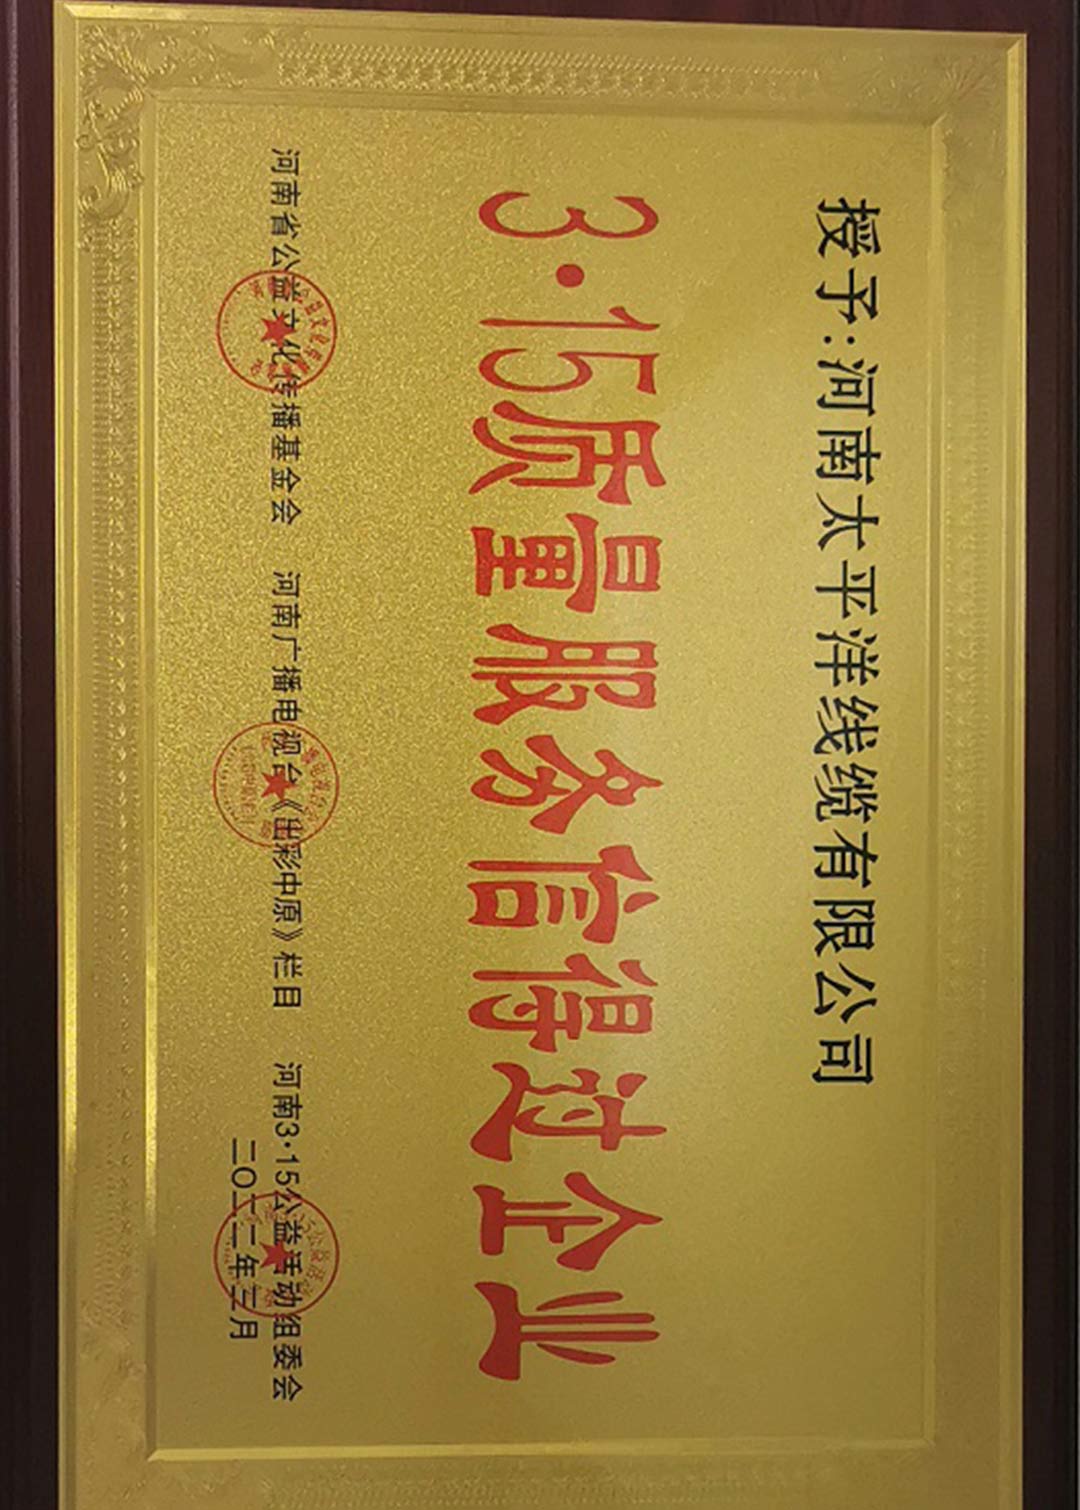 授予:河南太平洋线缆有限公司
3·15质量服务信得过企业
河南省公益文化传播基金会 河南广播电视台《出彩中原》栏目 河南3·15公益活动组委会
二〇二二年三月